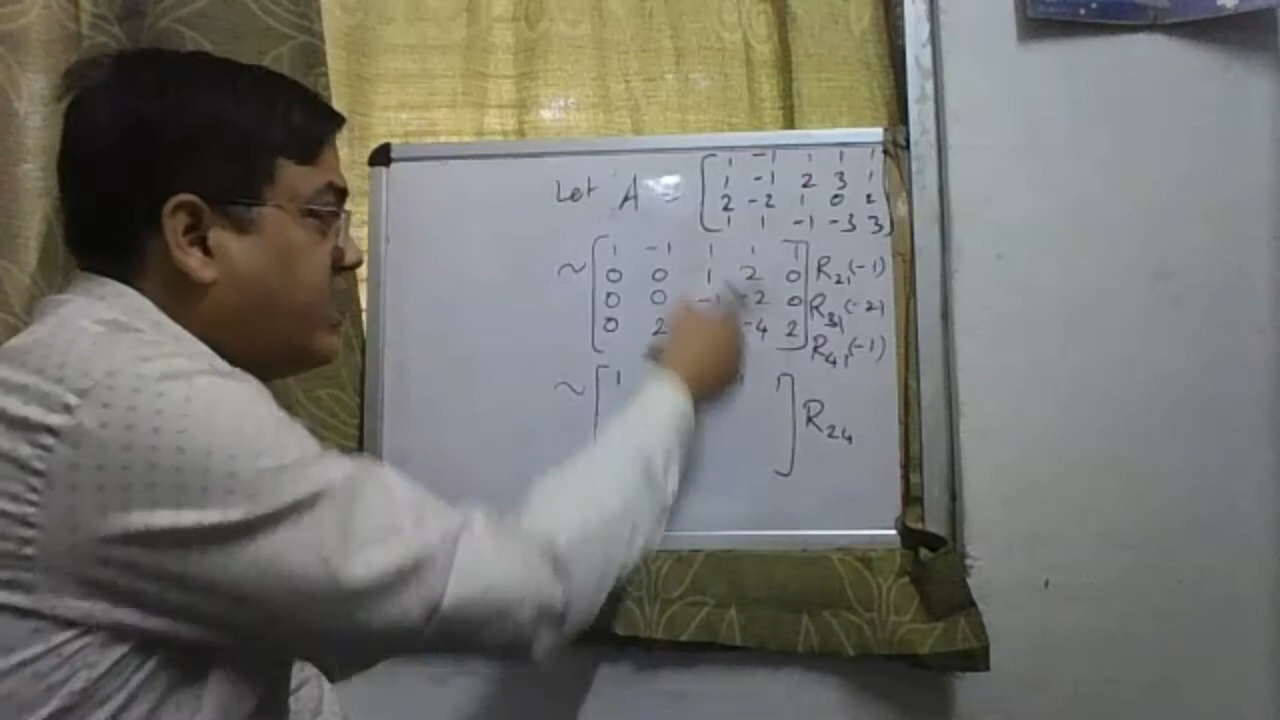 Let A = [ 1 -1 1 1 1
1 -1 2 3 1
2 -2 1 0 2
1 1 -1 -3 3 ]
~ [ 1 -1 1 1 1
0 0 1 2 0 R₂₁(-1)
0 0 -1 -2 0 ] R₃₁(-2)
0 2 -4 2 R₄₁(-1)
~ [ 1 ] R₂₄